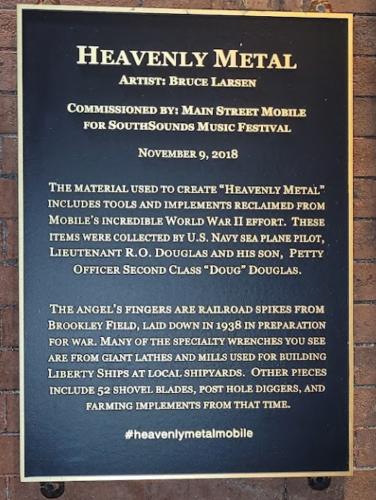 Heavenly Metal
Artist: Bruce Larsen
Commissioned by: Main Street Mobile
for SouthSounds Music Festival
November 9, 2018
The material used to create “Heavenly Metal”
includes tools and implements reclaimed from
Mobile’s incredible World War II effort. These
items were collected by U.S. Navy sea plane pilot,
Lieutenant R.O. Douglas and his son, Petty
Officer Second Class “Doug” Douglas.
The angel’s fingers are railroad spikes from
Brookley Field, laid down in 1938 in preparation
for war. Many of the specialty wrenches you see
are from giant lathes and mills used for building
Liberty Ships at local shipyards. Other pieces
include 52 shovel blades, post hole diggers, and
farming implements from that time.
#heavenlymetalmobile